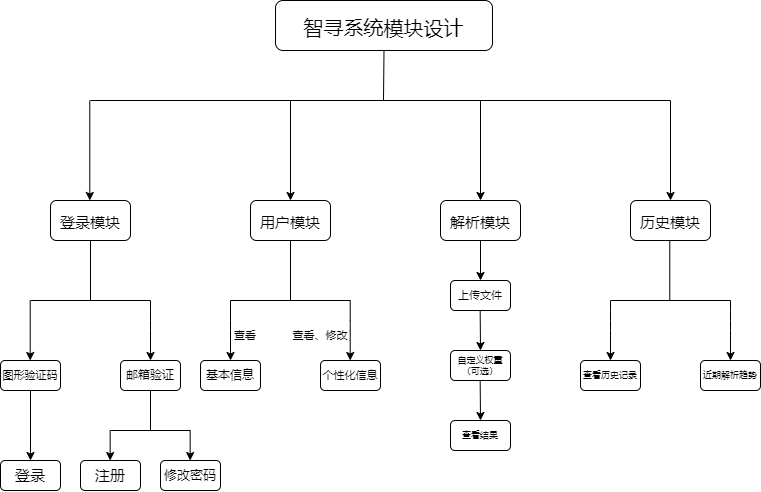 智寻系统模块设计
登录模块
用户模块
解析模块
历史模块
上传文件
查看
查看、修改
图形验证码
邮箱验证
基本信息
个性化信息
自定义权重
（可选）
查看历史记录
近期解析趋势
查看结果
登录
注册
修改密码